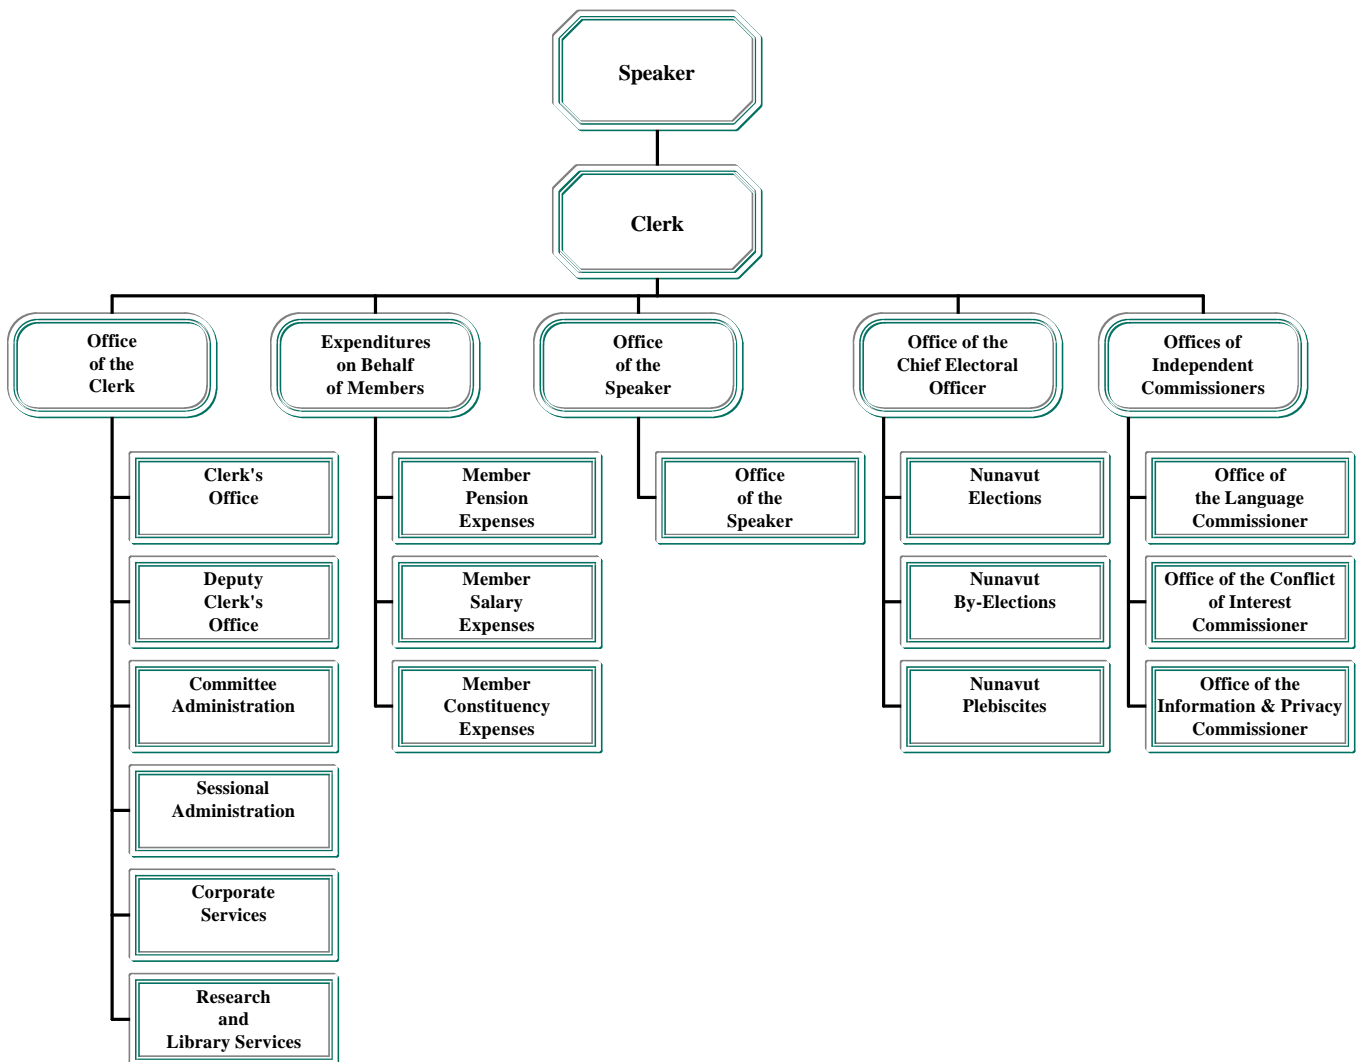 Speaker
Clerk
Office
of the
Clerk
Expenditures
on Behalf
of Members
Office
of the
Speaker
Office of the
Chief Electoral
Officer
Offices of
Independent
Commissioners
Clerk's
Office
Deputy
Clerk's
Office
Committee
Administration
Sessional
Administration
Corporate
Services
Research
and
Library Services
Member
Pension
Expenses
Member
Salary
Expenses
Member
Constituency
Expenses
Office
of the
Speaker
Nunavut
Elections
Nunavut
By-Elections
Nunavut
Plebiscites
Office of
the Language
Commissioner
Office of the Conflict
of Interest
Commissioner
Office of the
Information & Privacy
Commissioner